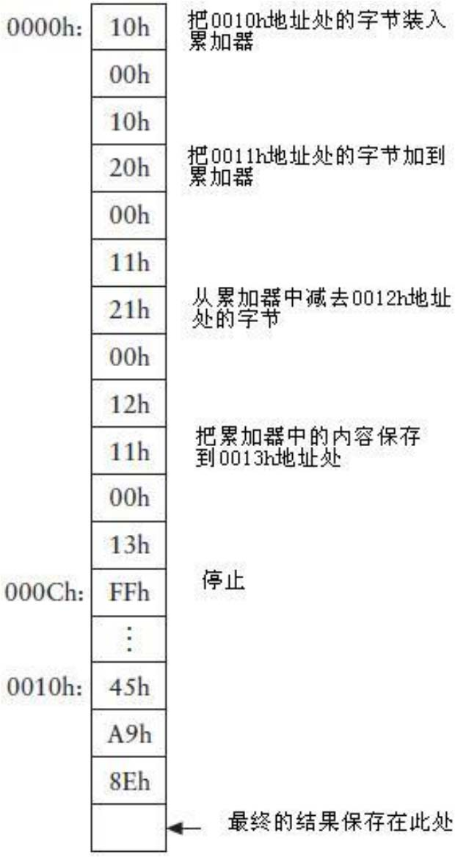 0000h: 10h 把0010h地址处的字节装入
累加器
00h
10h
20h 把0011h地址处的字节加到
累加器
00h
11h
21h 从累加器中减去0012h地址
处的字节
00h
12h
11h 把累加器中的内容保存
到0013h地址处
00h
13h
000Ch: FFh 停止
⋮
0010h: 45h
A9h
8Eh
最终的结果保存在此处